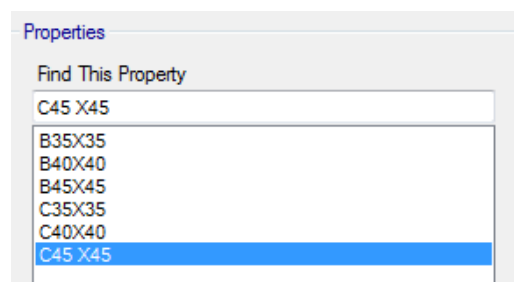 Properties
Find This Property
C45 X45
B35X35
B40X40
B45X45
C35X35
C40X40
C45 X45